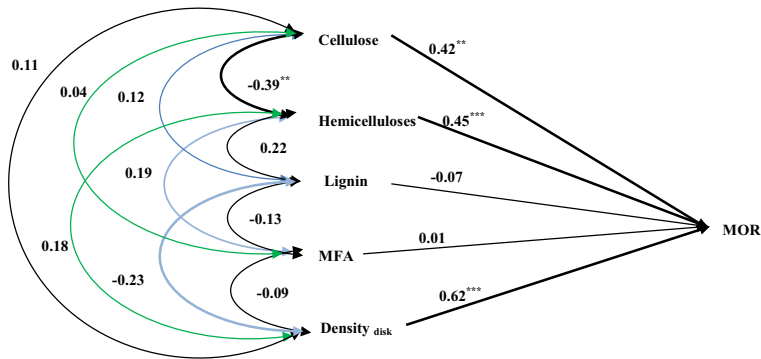 Cellulose
0.42**
0.11
0.04
0.12
-0.39**
Hemicelluloses
0.45***
0.22
0.19
Lignin
-0.07
-0.13
MOR
0.18
MFA
0.01
-0.23
-0.09
0.62***
Density disk